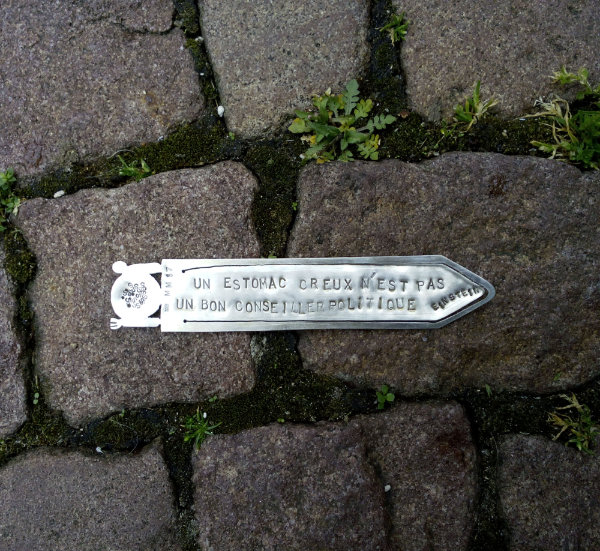 UN ESTOMAC CREUX N'EST PAS
UN BON CONSEILLER POLITIQUE
EINSTEIN